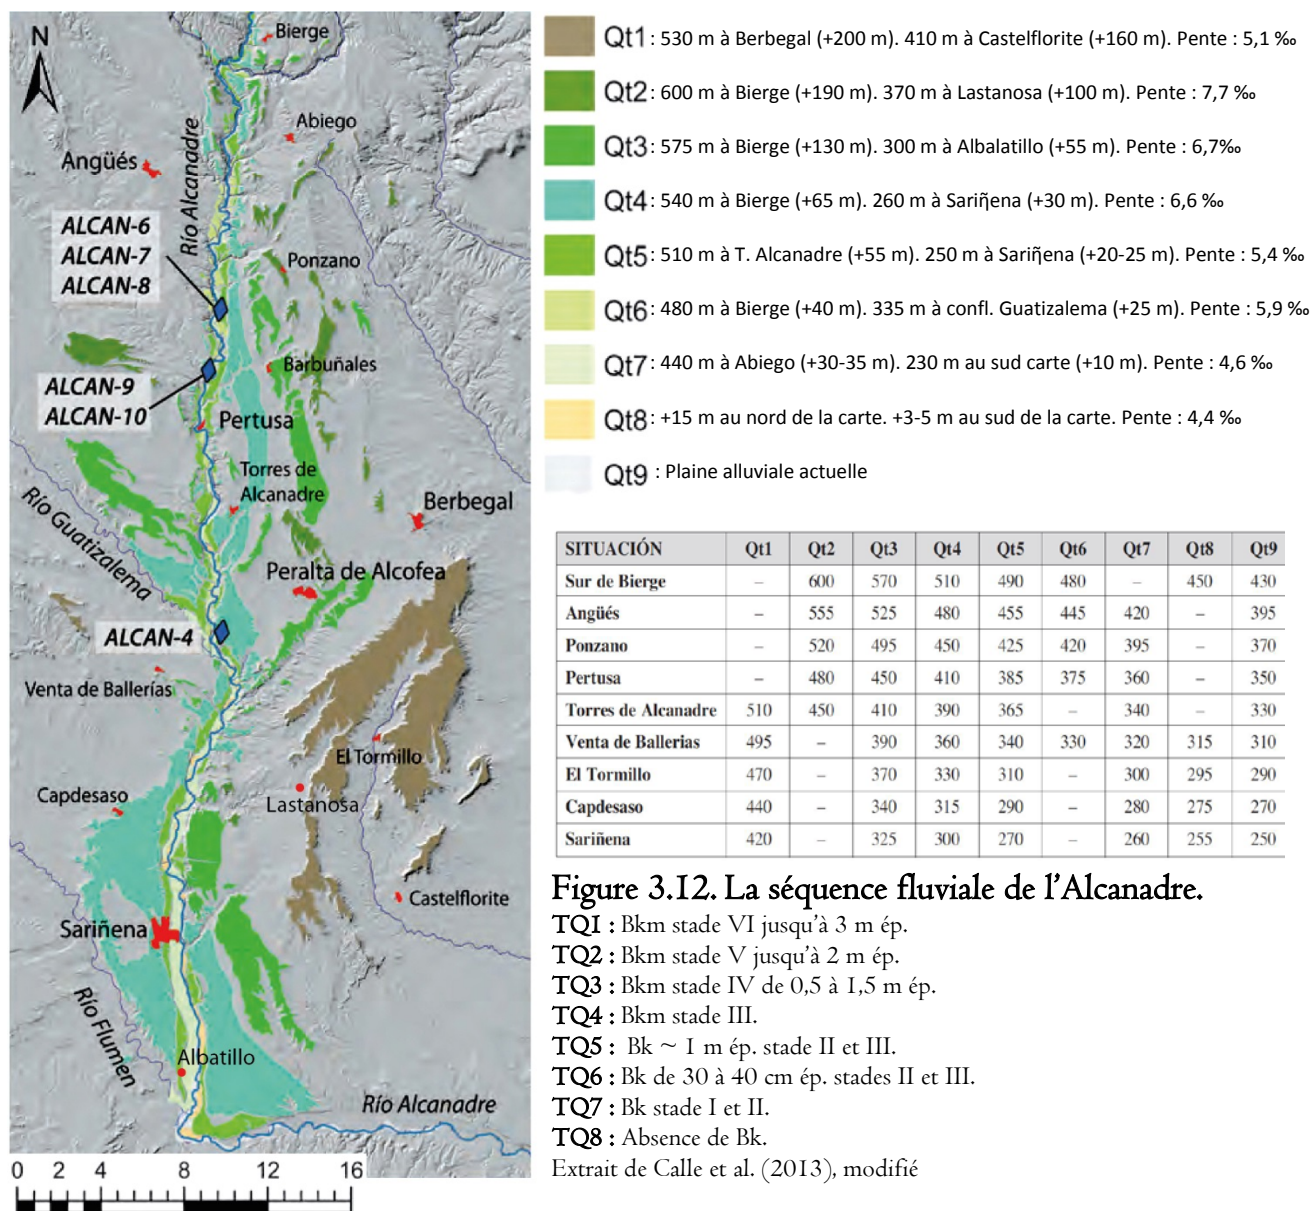 N
Bierge
Río Alcanadre
Abiego
Angüés
ALCAN-6
ALCAN-7
ALCAN-8
Ponzano
Barbuñales
ALCAN-9
ALCAN-10
Pertusa
Torres de
Alcanadre
Río Guatizalema
Berbegal
Peralta de Alcofea
ALCAN-4
Venta de Ballerías
El Tormillo
Capdesaso
Lastanosa
Castelflorite
Sariñena
Río Flumen
Albatillo
Río Alcanadre
0 2 4 8 12 16
Qt1 : 530 m à Berbegal (+200 m). 410 m à Castelflorite (+160 m). Pente : 5,1 ‰
Qt2 : 600 m à Bierge (+190 m). 370 m à Lastanosa (+100 m). Pente : 7,7 ‰
Qt3 : 575 m à Bierge (+130 m). 300 m à Albalatillo (+55 m). Pente : 6,7‰
Qt4 : 540 m à Bierge (+65 m). 260 m à Sariñena (+30 m). Pente : 6,6 ‰
Qt5 : 510 m à T. Alcanadre (+55 m). 250 m à Sariñena (+20-25 m). Pente : 5,4 ‰
Qt6 : 480 m à Bierge (+40 m). 335 m à confl. Guatizalema (+25 m). Pente : 5,9 ‰
Qt7 : 440 m à Abiego (+30-35 m). 230 m au sud carte (+10 m). Pente : 4,6 ‰
Qt8 : +15 m au nord de la carte. +3-5 m au sud de la carte. Pente : 4,4 ‰
Qt9 : Plaine alluviale actuelle
SITUACIÓN Qt1 Qt2 Qt3 Qt4 Qt5 Qt6 Qt7 Qt8 Qt9
Sur de Bierge – 600 570 510 490 480 – 450 430
Angüés – 555 525 480 455 445 420 – 395
Ponzano – 520 495 450 425 420 395 – 370
Pertusa – 480 450 410 385 375 360 – 350
Torres de Alcanadre 510 450 410 390 365 – 340 – 330
Venta de Ballerias 495 – 390 360 340 330 320 315 310
El Tormillo 470 – 370 330 310 – 300 295 290
Capdesaso 440 – 340 315 290 – 280 275 270
Sariñena 420 – 325 300 270 – 260 255 250
Figure 3.12. La séquence fluviale de l'Alcanadre.
TQ1 : Bkm stade VI jusqu'à 3 m ép.
TQ2 : Bkm stade V jusqu'à 2 m ép.
TQ3 : Bkm stade IV de 0,5 à 1,5 m ép.
TQ4 : Bkm stade III.
TQ5 : Bk ~ 1 m ép. stade II et III.
TQ6 : Bk de 30 à 40 cm ép. stades II et III.
TQ7 : Bk stade I et II.
TQ8 : Absence de Bk.
Extrait de Calle et al. (2013), modifié